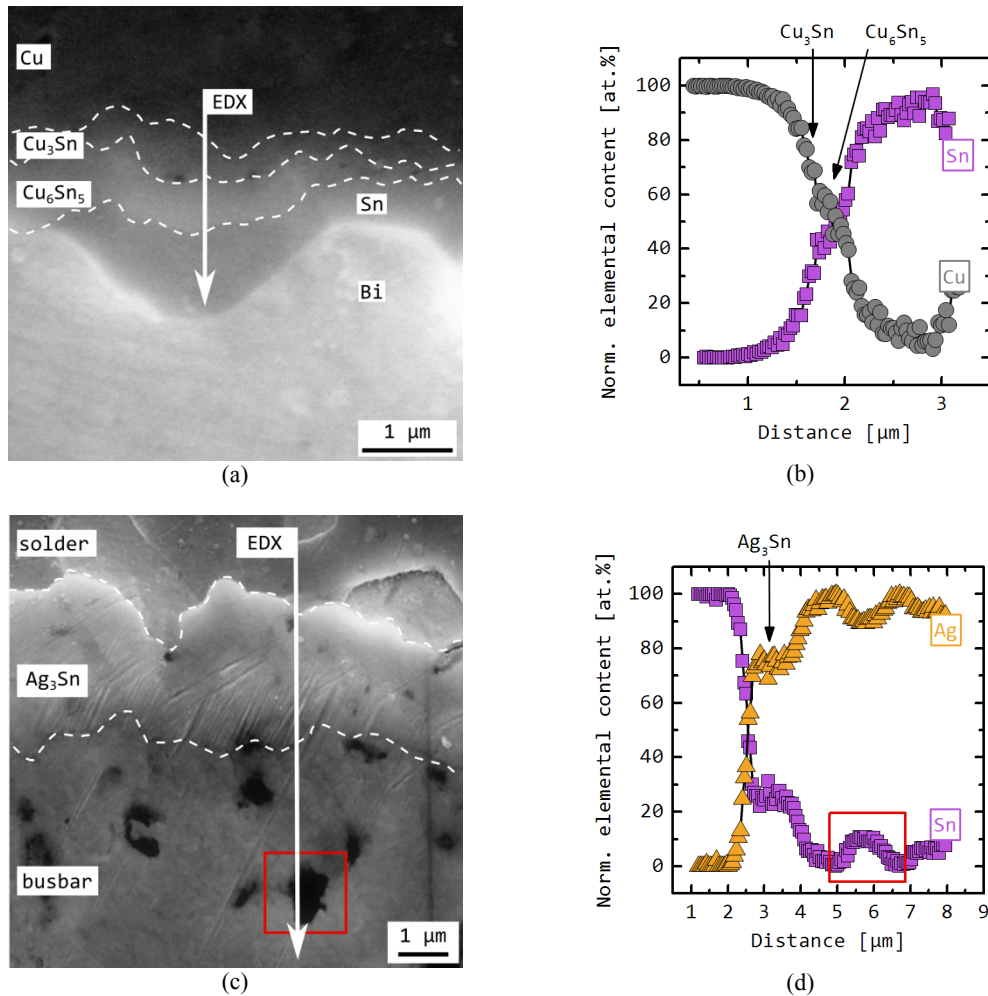 Cu
EDX
Cu₃Sn
Cu₆Sn₅
Sn
Bi
1 μm
(a)
Cu₃Sn
Cu₆Sn₅
Norm. elemental content [at.%]
100
80
60
40
20
0
Sn
Cu
1 2 3
Distance [μm]
(b)
solder
EDX
Ag₃Sn
busbar
1 μm
(c)
Ag₃Sn
Norm. elemental content [at.%]
100
80
60
40
20
0
Ag
Sn
1 2 3 4 5 6 7 8 9
Distance [μm]
(d)